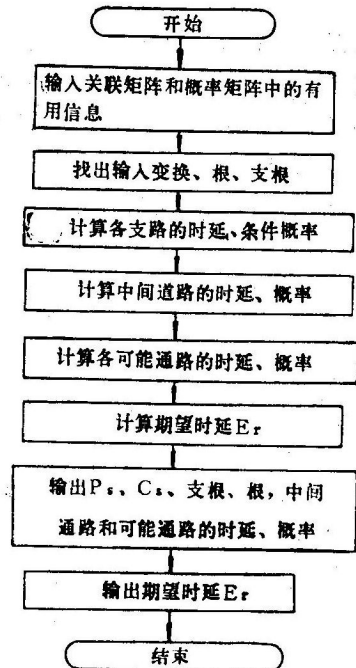 开始
输入关联矩阵和概率矩阵中的有
用信息
找出输入变换、根、支根
计算各支路的时延、条件概率
计算中间道路的时延、概率
计算各可能通路的时延、概率
计算期望时延Er
输出Ps、Cs、支根、根，中间
通路和可能通路的时延、概率
输出期望时延Er
结束